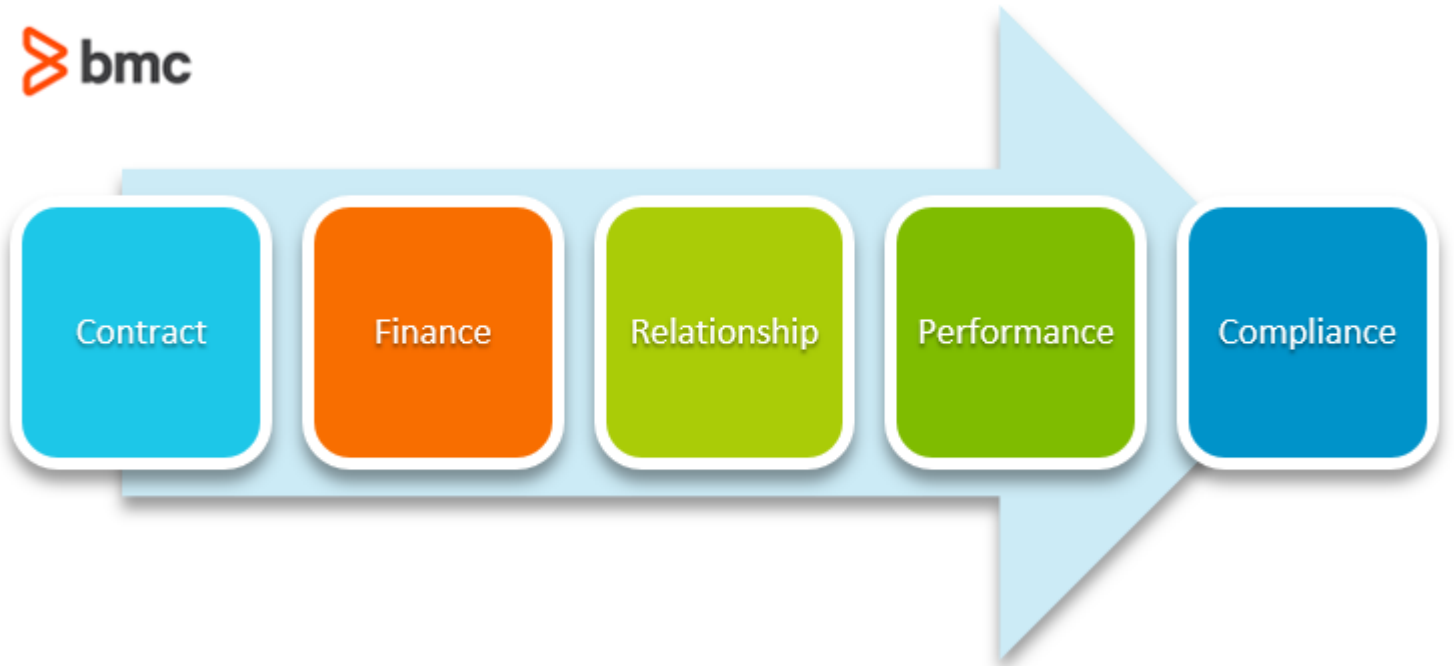 bmc
Contract
Finance
Relationship
Performance
Compliance